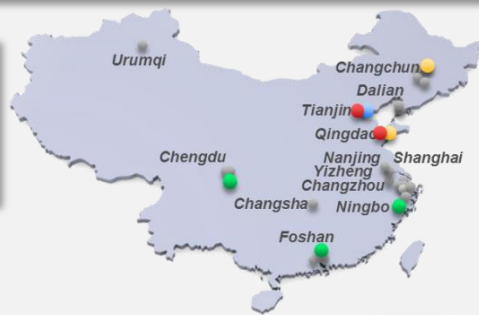 Urumqi
Changchun
Dalian
Tianjin
Qingdao
Chengdu
Nanjing Shanghai
Yizheng
Changzhou
Changsha
Ningbo
Foshan